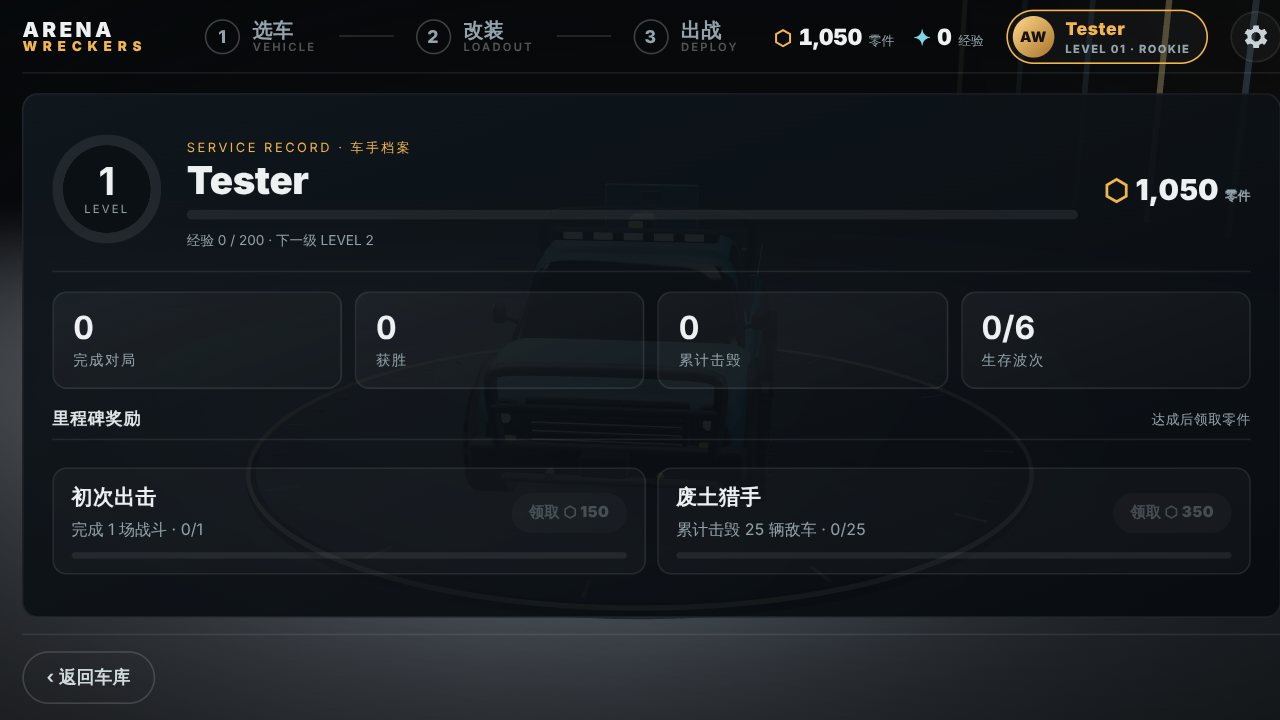 ARENA
WRECKERS
1 选车 VEHICLE
2 改装 LOADOUT
3 出战 DEPLOY
1,050 零件
0 经验
AW Tester
LEVEL 01 · ROOKIE
1
LEVEL
SERVICE RECORD · 车手档案
Tester
经验 0 / 200 · 下一级 LEVEL 2
1,050 零件
0
完成对局
0
获胜
0
累计击毁
0/6
生存波次
里程碑奖励
达成后领取零件
初次出击
完成 1 场战斗 · 0/1
领取 ⬡ 150
废土猎手
累计击毁 25 辆敌车 · 0/25
领取 ⬡ 350
‹ 返回车库